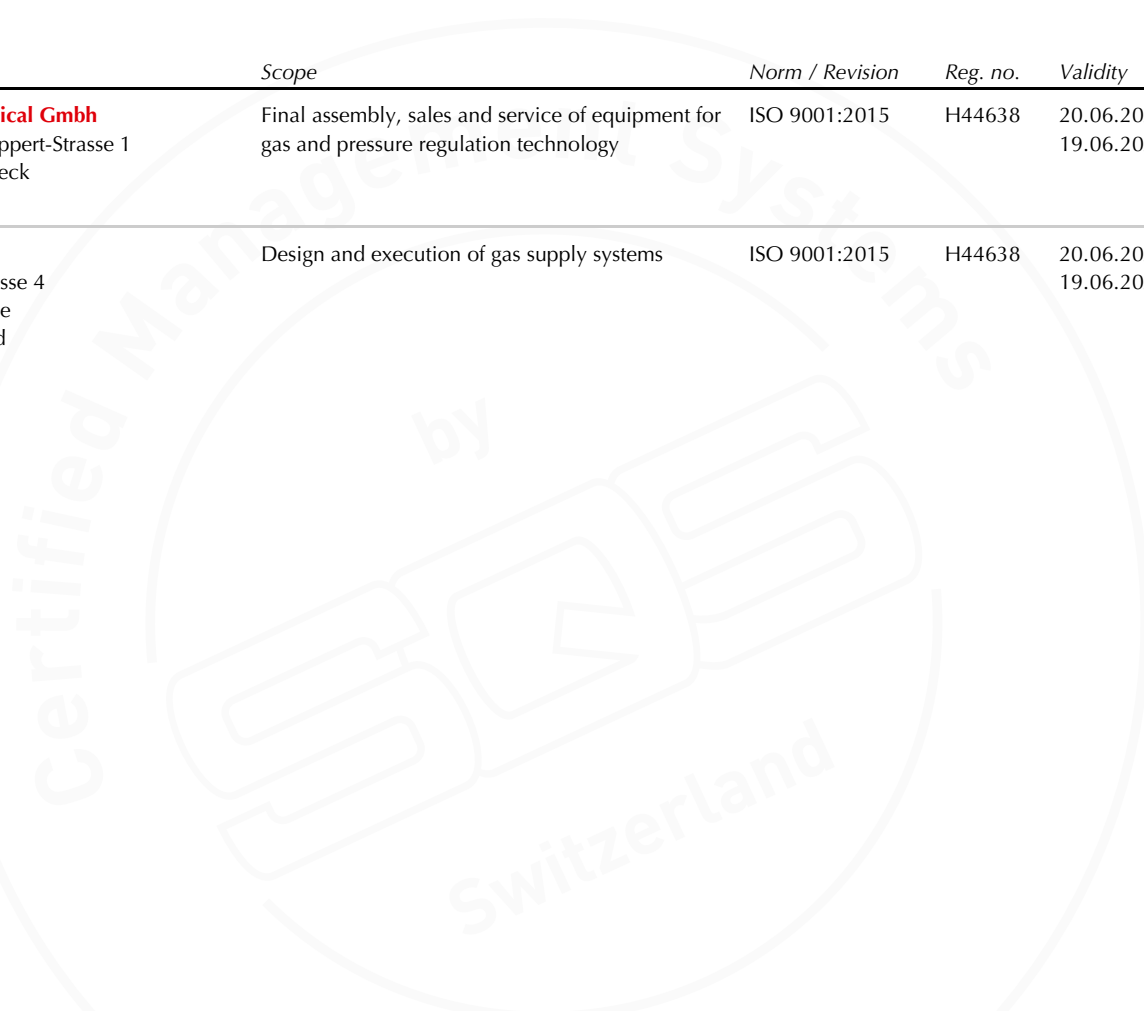 Scope Norm / Revision Reg. no. Validity
ical Gmbh Final assembly, sales and service of equipment for ISO 9001:2015 H44638 20.06.20
ppert-Strasse 1 gas and pressure regulation technology 19.06.20
eck
Design and execution of gas supply systems ISO 9001:2015 H44638 20.06.20
sse 4 19.06.20
e
d
Certified Management Systems
by
SQS
Switzerland